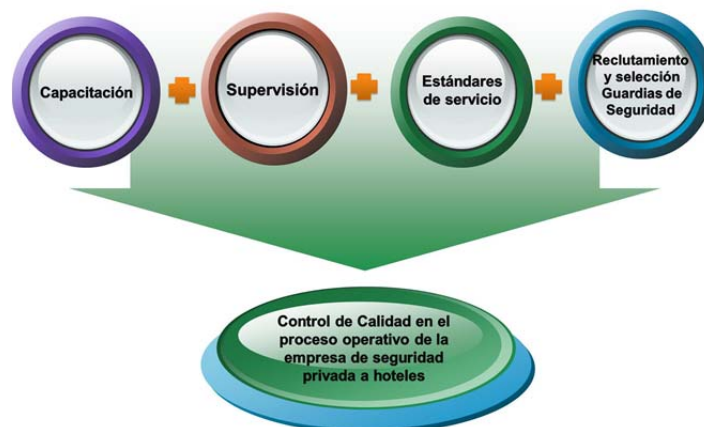 Capacitación
Supervisión
Estándares
de servicio
Reclutamiento
y selección
Guardias de
Seguridad
Control de Calidad en el
proceso operativo de la
empresa de seguridad
privada a hoteles